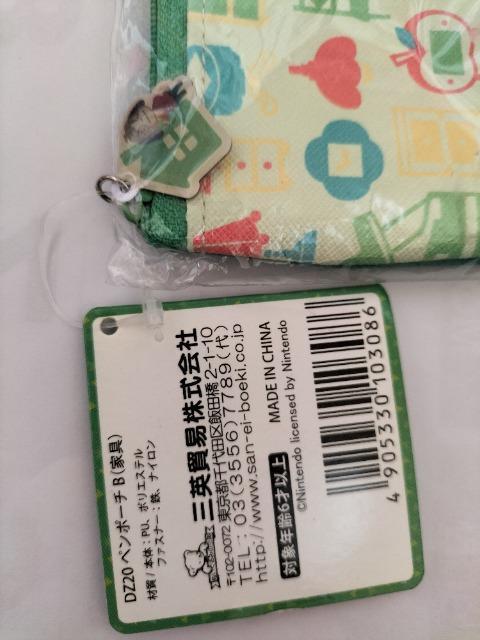 DZ20 ペンポーチ B (家具)
材質 / 本体 : PU、ポリエステル
ファスナー : 鉄、ナイロン
三英貿易株式会社
〒102-0072 東京都千代田区飯田橋 2-1-10
TEL : 03(3556)7789(代)
http://www.san-ei-boeki.co.jp
対象年齢6才以上
MADE IN CHINA
©Nintendo licensed by Nintendo
4 905330 103086